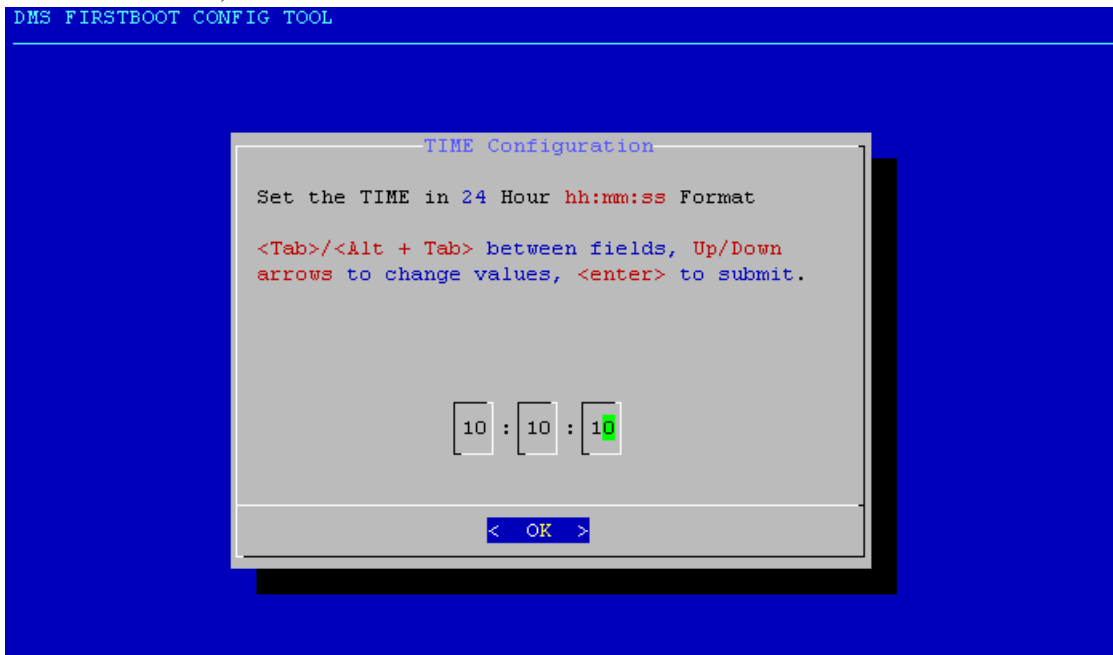 DMS FIRSTBOOT CONFIG TOOL
TIME Configuration
Set the TIME in 24 Hour hh:mm:ss Format
<Tab>/<Alt + Tab> between fields, Up/Down
arrows to change values, <enter> to submit.
10 : 10 : 10
< OK >